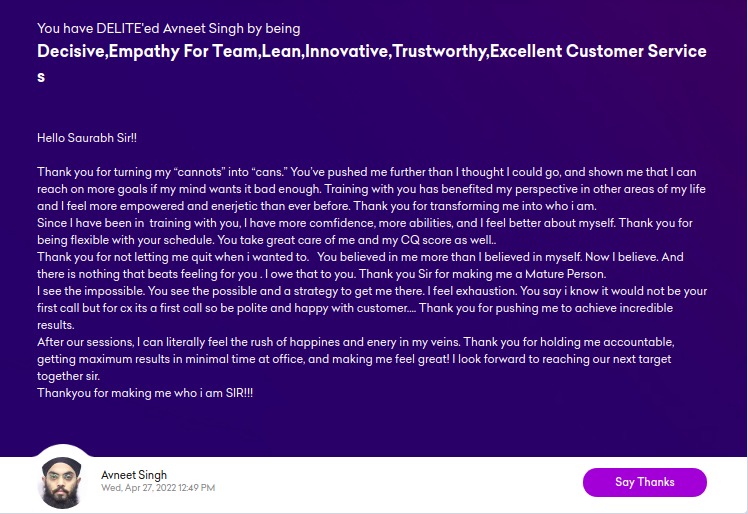 You have DELITE'ed Avneet Singh by being
Decisive,Empathy For Team,Lean,Innovative,Trustworthy,Excellent Customer Service
s
Hello Saurabh Sir!!
Thank you for turning my “cannots” into “cans.” You’ve pushed me further than I thought I could go, and shown me that I can
reach on more goals if my mind wants it bad enough. Training with you has benefited my perspective in other areas of my life
and I feel more empowered and enerjetic than ever before. Thank you for transforming me into who i am.
Since I have been in  training with you, I have more comfidence, more abilities, and I feel better about myself. Thank you for
being flexible with your schedule. You take great care of me and my CQ score as well..
Thank you for not letting me quit when i wanted to.   You believed in me more than I believed in myself. Now I believe. And
there is nothing that beats feeling for you . I owe that to you. Thank you Sir for making me a Mature Person.
I see the impossible. You see the possible and a strategy to get me there. I feel exhaustion. You say i know it would not be your
first call but for cx its a first call so be polite and happy with customer.... Thank you for pushing me to achieve incredible
results.
After our sessions, I can literally feel the rush of happines and enery in my veins. Thank you for holding me accountable,
getting maximum results in minimal time at office, and making me feel great! I look forward to reaching our next target
together sir.
Thankyou for making me who i am SIR!!!
Avneet Singh
Wed, Apr 27, 2022 12:49 PM
Say Thanks